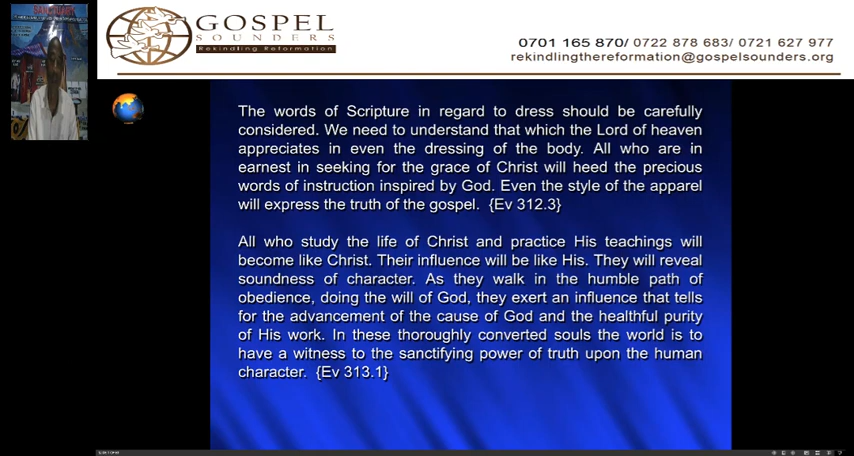 GOSPEL
SOUNDERS
Rekindling Reformation
0701 165 870/ 0722 878 683/ 0721 627 977
rekindlingthereformation@gospelsounders.org
The words of Scripture in regard to dress should be carefully
considered. We need to understand that which the Lord of heaven
appreciates in even the dressing of the body. All who are in
earnest in seeking for the grace of Christ will heed the precious
words of instruction inspired by God. Even the style of the apparel
will express the truth of the gospel. {Ev 312.3}
All who study the life of Christ and practice His teachings will
become like Christ. Their influence will be like His. They will reveal
soundness of character. As they walk in the humble path of
obedience, doing the will of God, they exert an influence that tells
for the advancement of the cause of God and the healthful purity
of His work. In these thoroughly converted souls the world is to
have a witness to the sanctifying power of truth upon the human
character. {Ev 313.1}